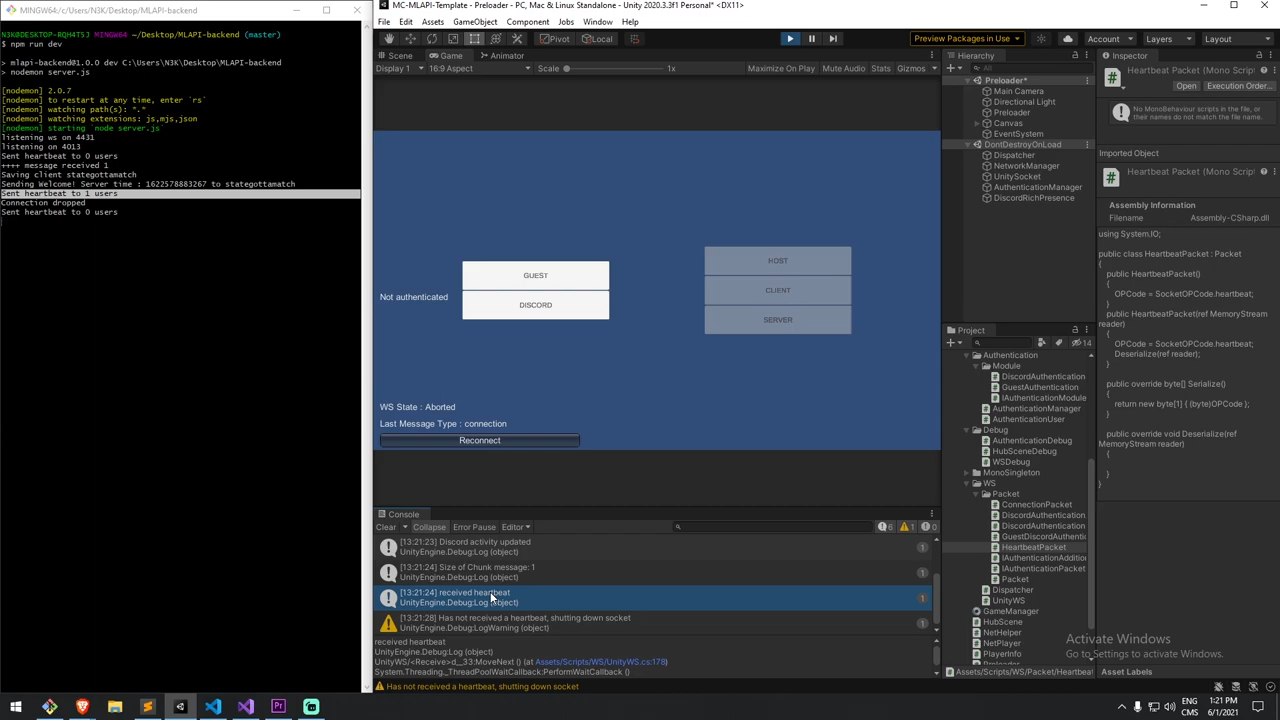 MINGW64:/c/Users/N3K/Desktop/MLAPI-backend
N3K@DESKTOP-RQH4T5J MINGW64 ~/Desktop/MLAPI-backend (master)
$ npm run dev
> mlapi-backend@1.0.0 dev C:\Users\N3K\Desktop\MLAPI-backend
> nodemon server.js
[nodemon] 2.0.7
[nodemon] to restart at any time, enter `rs`
[nodemon] watching path(s): *.*
[nodemon] watching extensions: js,mjs,json
[nodemon] starting `node server.js`
listening ws on 4431
listening on 4013
Sent heartbeat to 0 users
++++ message received 1
Saving client stategottamatch
Sending Welcome! Server time : 1622578883267 to stategottamatch
Sent heartbeat to 1 users
Connection dropped
Sent heartbeat to 0 users
MC-MLAPI-Template - Preloader - PC, Mac & Linux Standalone - Unity 2020.3.3f1 Personal* <DX11>
File Edit Assets GameObject Component Jobs Window Help
Pivot Local
Preview Packages in Use
Account Layers Layout
Scene Game Animator
Display 1 16:9 Aspect Scale 1x Maximize On Play Mute Audio Stats Gizmos
Not authenticated
GUEST
DISCORD
HOST
CLIENT
SERVER
WS State : Aborted
Last Message Type : connection
Reconnect
Console
Clear Collapse Error Pause Editor
6 1 0
[13:21:23] Discord activity updated
UnityEngine.Debug:Log (object)
1
[13:21:24] Size of Chunk message: 1
UnityEngine.Debug:Log (object)
1
[13:21:24] received heartbeat
UnityEngine.Debug:Log (object)
1
[13:21:28] Has not received a heartbeat, shutting down socket
UnityEngine.Debug:LogWarning (object)
1
received heartbeat
UnityEngine.Debug:Log (object)
UnityWS/<Receive>d__33:MoveNext () (at Assets/Scripts/WS/UnityWS.cs:178)
System.Threading._ThreadPoolWaitCallback:PerformWaitCallback ()
Has not received a heartbeat, shutting down socket
Hierarchy
All
Preloader*
Main Camera
Directional Light
Preloader
Canvas
EventSystem
DontDestroyOnLoad
Dispatcher
NetworkManager
UnitySocket
AuthenticationManager
DiscordRichPresence
Project
14
Authentication
Module
DiscordAuthentication
GuestAuthentication
IAuthenticationModule
AuthenticationManager
AuthenticationUser
Debug
AuthenticationDebug
HubSceneDebug
WSDebug
MonoSingleton
WS
Packet
ConnectionPacket
DiscordAuthentication
DiscordAuthentication
GuestDiscordAuthentic
HeartbeatPacket
IAuthenticationAdditio
IAuthenticationPacket
Packet
Dispatcher
UnityWS
GameManager
HubScene
NetHelper
NetPlayer
PlayerInfo
Preloader
Assets/Scripts/WS/Packet/Heartbeat
Inspector
Heartbeat Packet (Mono Script
Open Execution Order...
No MonoBehaviour scripts in the file, or
their names do not match the file name.
Imported Object
Heartbeat Packet (Mono Script
Assembly Information
Filename Assembly-CSharp.dll
using System.IO;
public class HeartbeatPacket : Packet
{
public HeartbeatPacket()
{
OPCode = SocketOPCode.heartbeat;
}
public HeartbeatPacket(ref MemoryStream
reader)
{
OPCode = SocketOPCode.heartbeat;
Deserialize(ref reader);
}
public override byte[] Serialize()
{
return new byte[1] { (byte)OPCode };
}
public override void Deserialize(ref
MemoryStream reader)
{
}
}
Activate Windows
Go to Settings to activate Windows.
Asset Labels
ENG 1:21 PM
CMS 6/1/2021